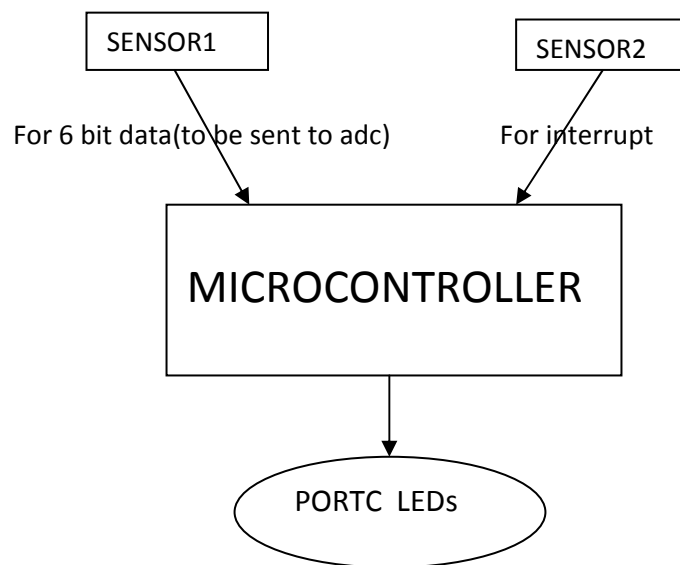 SENSOR1
SENSOR2
For 6 bit data(to be sent to adc)
For interrupt
MICROCONTROLLER
PORTC LEDs